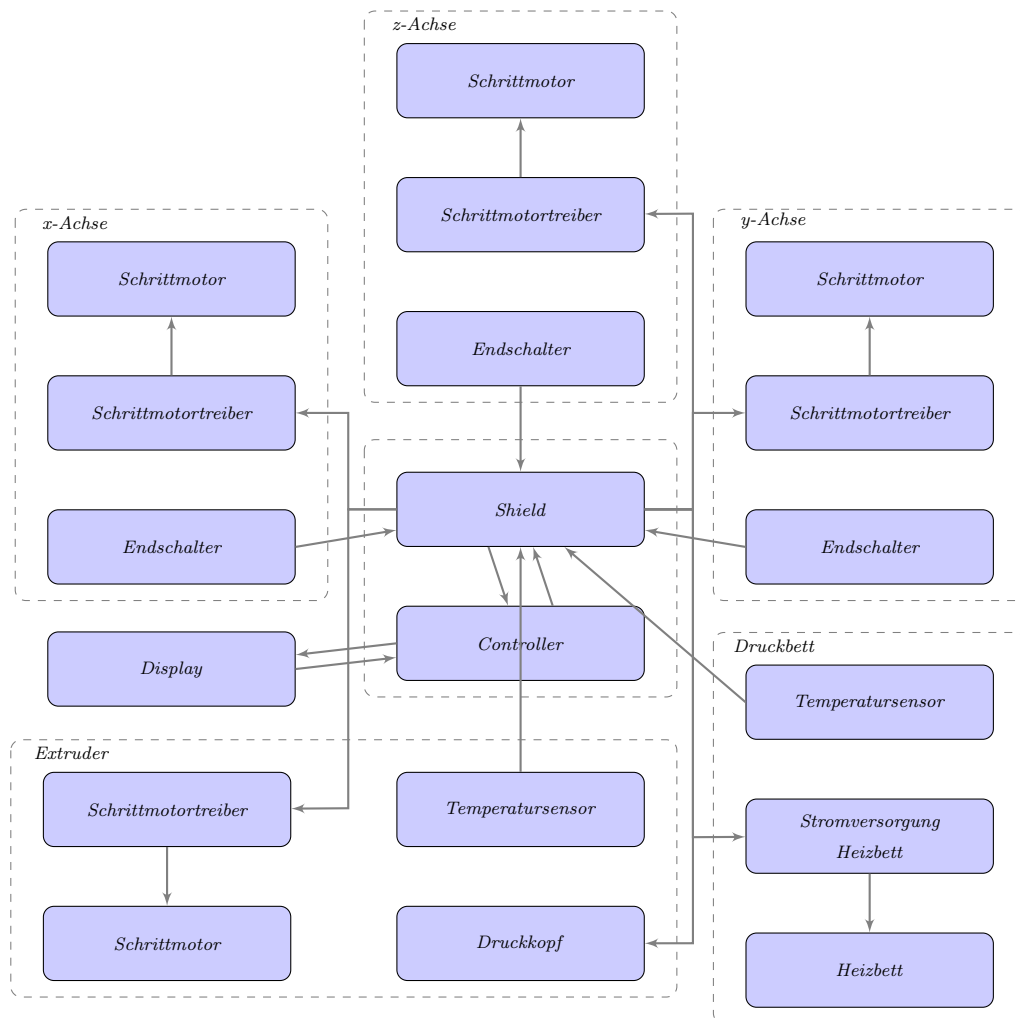 z-Achse
Schrittmotor
Schrittmotortreiber
Endschalter
x-Achse
Schrittmotor
Schrittmotortreiber
Endschalter
y-Achse
Schrittmotor
Schrittmotortreiber
Endschalter
Shield
Controller
Display
Druckbett
Temperatursensor
Stromversorgung
Heizbett
Heizbett
Extruder
Schrittmotortreiber
Temperatursensor
Schrittmotor
Druckkopf